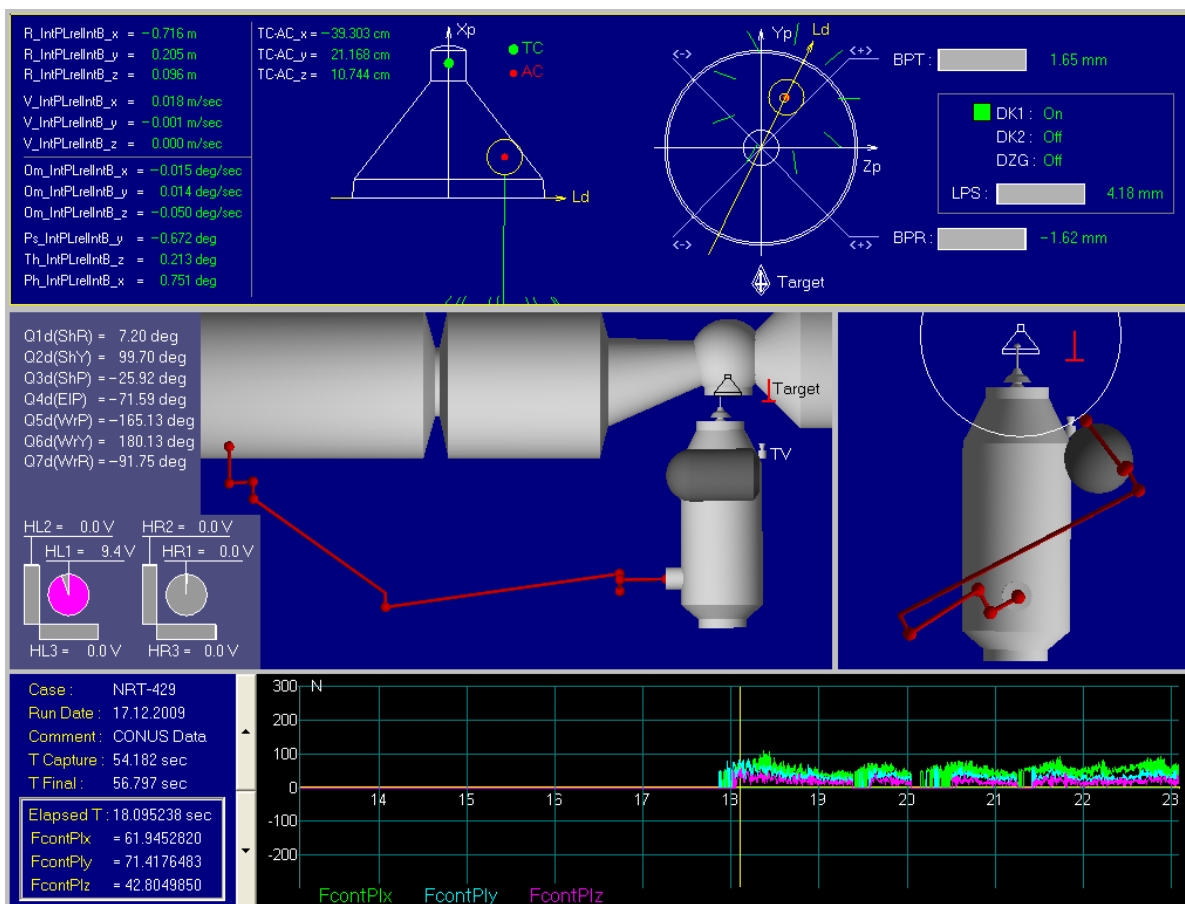 R_IntPLrelIntB_x = −0.716 m
R_IntPLrelIntB_y = 0.205 m
R_IntPLrelIntB_z = 0.096 m
V_IntPLrelIntB_x = 0.018 m/sec
V_IntPLrelIntB_y = −0.001 m/sec
V_IntPLrelIntB_z = 0.000 m/sec
Om_IntPLrelIntB_x = −0.015 deg/sec
Om_IntPLrelIntB_y = 0.014 deg/sec
Om_IntPLrelIntB_z = −0.050 deg/sec
Ps_IntPLrelIntB_y = −0.672 deg
Th_IntPLrelIntB_z = 0.213 deg
Ph_IntPLrelIntB_x = 0.751 deg
TC-AC_x = −39.303 cm
TC-AC_y = 21.168 cm
TC-AC_z = 10.744 cm
Xp
TC
AC
Ld
Yp
Ld
<(-)>
<(+)>
Zp
<(-)>
<(+)>
Target
BPT : 1.65 mm
DK1 : On
DK2 : Off
DZG : Off
LPS : 4.18 mm
BPR : −1.62 mm
Q1d(ShR) = 7.20 deg
Q2d(ShY) = 99.70 deg
Q3d(ShP) = −25.92 deg
Q4d(ElP) = −71.59 deg
Q5d(WrP) = −165.13 deg
Q6d(WrY) = 180.13 deg
Q7d(WrR) = −91.75 deg
HL2 = 0.0 V HR2 = 0.0 V
HL1 = 9.4 V HR1 = 0.0 V
HL3 = 0.0 V HR3 = 0.0 V
Target
TV
Case : NRT-429
Run Date : 17.12.2009
Comment : CONUS Data
T Capture : 54.182 sec
T Final : 56.797 sec
Elapsed T : 18.095238 sec
FcontPlx = 61.9452820
FcontPly = 71.4176483
FcontPlz = 42.8049850
300 N
200
100
0
14 15 16 17 18 19 20 21 22 23
-100
-200
FcontPlx FcontPly FcontPlz